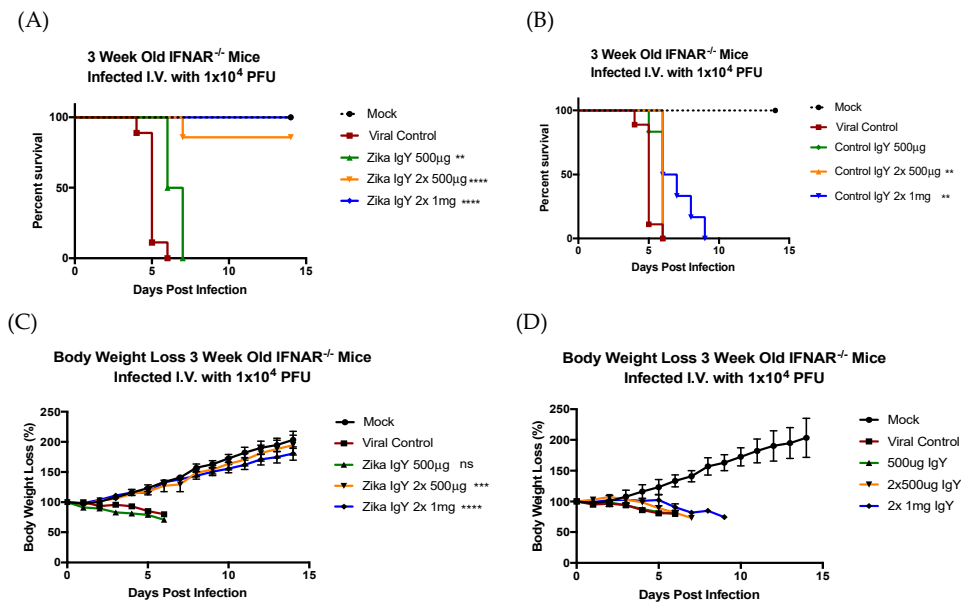 (A)
3 Week Old IFNAR-/- Mice
Infected I.V. with 1x10⁴ PFU
Percent survival
100
50
0
0 5 10 15
Days Post Infection
Mock
Viral Control
Zika IgY 500µg **
Zika IgY 2x 500µg ****
Zika IgY 2x 1mg ****
(B)
3 Week Old IFNAR-/- Mice
Infected I.V. with 1x10⁴ PFU
Percent survival
100
50
0
0 5 10 15
Days Post Infection
Mock
Viral Control
Control IgY 500µg
Control IgY 2x 500µg **
Control IgY 2x 1mg **
(C)
Body Weight Loss 3 Week Old IFNAR-/- Mice
Infected I.V. with 1x10⁴ PFU
Body Weight Loss (%)
250
200
150
100
50
0
0 5 10 15
Days Post Infection
Mock
Viral Control
Zika IgY 500µg ns
Zika IgY 2x 500µg ***
Zika IgY 2x 1mg ****
(D)
Body Weight Loss 3 Week Old IFNAR-/- Mice
Infected I.V. with 1x10⁴ PFU
Body Weight Loss (%)
250
200
150
100
50
0
0 5 10 15
Days Post Infection
Mock
Viral Control
500ug IgY
2x500ug IgY
2x 1mg IgY